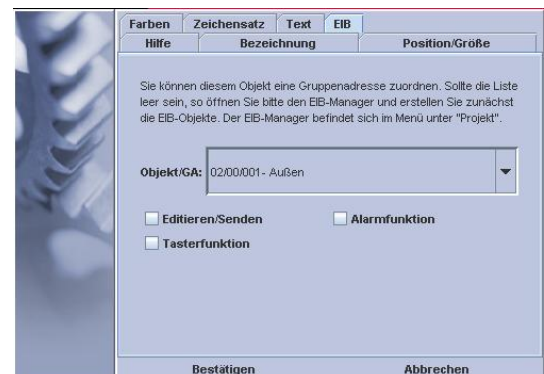 Farben Zeichensatz Text EIB
Hilfe Bezeichnung Position/Größe
Sie können diesem Objekt eine Gruppenadresse zuordnen. Sollte die Liste
leer sein, so öffnen Sie bitte den EIB-Manager und erstellen Sie zunächst
die EIB-Objekte. Der EIB-Manager befindet sich im Menü unter "Projekt".
Objekt/GA: 02/00/001- Außen
Editieren/Senden Alarmfunktion
Tasterfunktion
Bestätigen Abbrechen